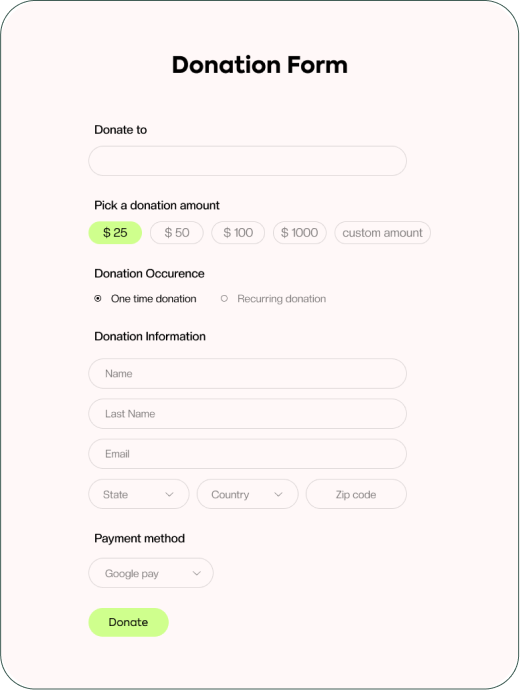 Donation Form
Donate to
Pick a donation amount
$ 25 $ 50 $ 100 $ 1000 custom amount
Donation Occurence
One time donation Recurring donation
Donation Information
Name
Last Name
Email
State Country Zip code
Payment method
Google pay
Donate